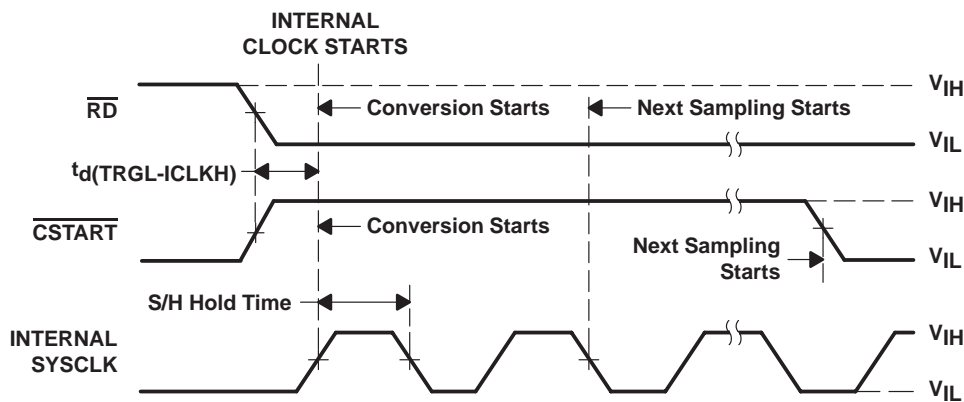 INTERNAL
CLOCK STARTS
VIH
RD
Conversion Starts
Next Sampling Starts
VIL
td(TRGL-ICLKH)
VIH
CSTART
Conversion Starts
Next Sampling
Starts
VIL
S/H Hold Time
INTERNAL
SYSCLK
VIH
VIL